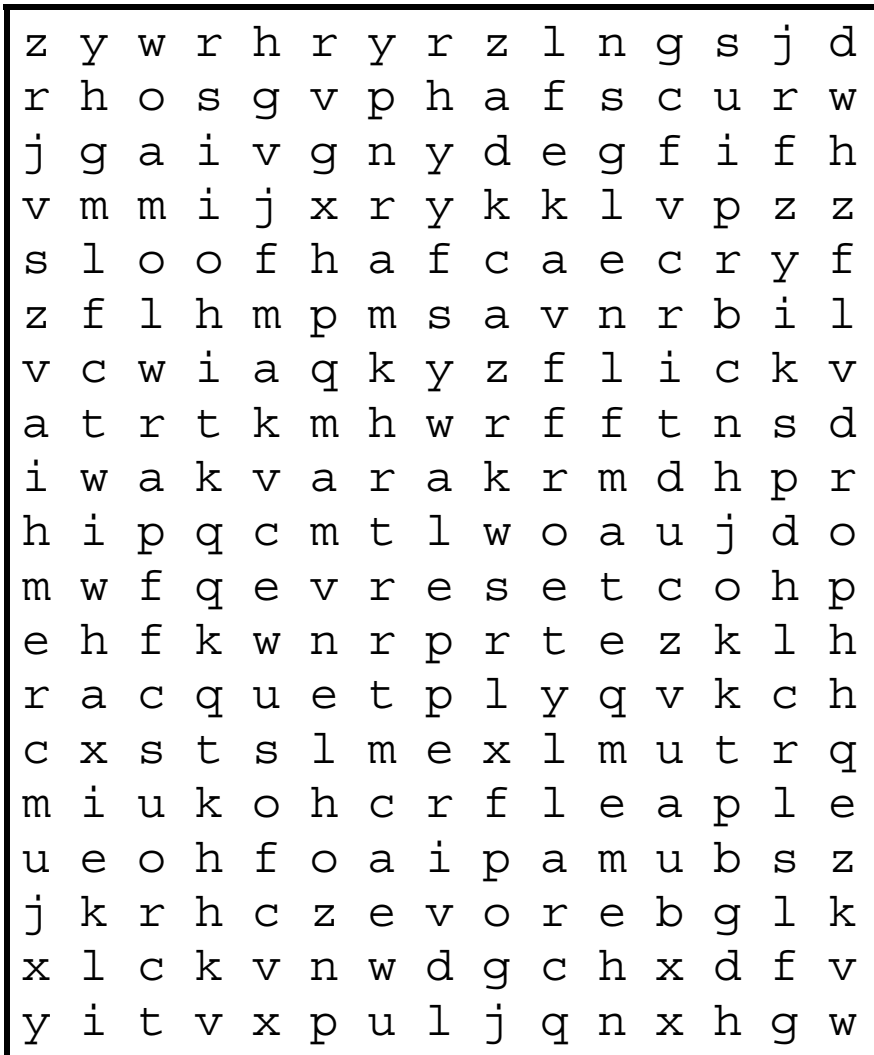 z y w r h r y r z l n g s j d
r h o s g v p h a f s c u r w
j g a i v g n y d e g f i f h
v m m i j x r y k k l v p z z
s l o o f h a f c a e c r y f
z f l h m p m s a v n r b i l
v c w i a q k y z f l i c k v
a t r t k m h w r f f t n s d
i w a k v a r a k r m d h p r
h i p q c m t l w o a u j d o
m w f q e v r e s e t c o h p
e h f k w n r p r t e z k l h
r a c q u e t p l y q v k c h
c x s t s l m e x l m u t r q
m i u k o h c r f l e a p l e
u e o h f o a i p a m u b s z
j k r h c z e v o r e b g l k
x l c k v n w d g c h x d f v
y i t v x p u l j q n x h g w